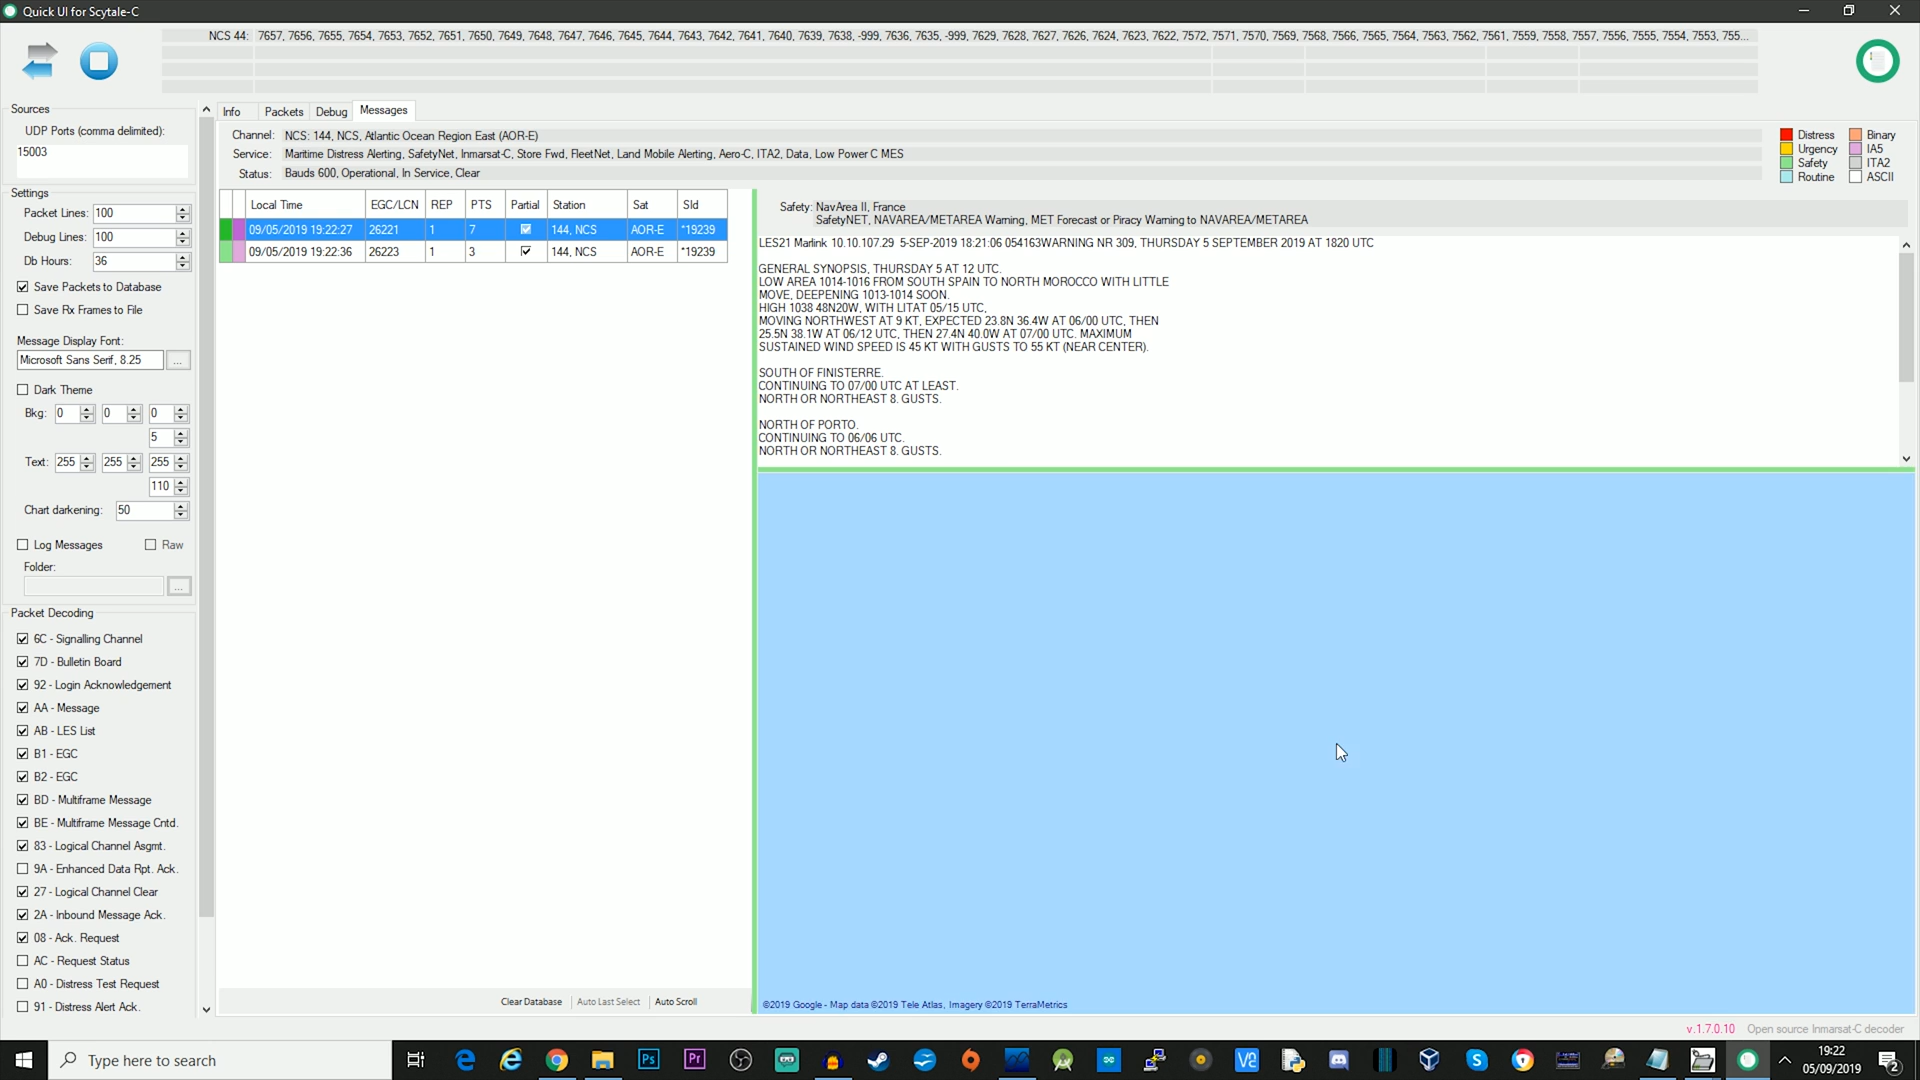 Quick UI for Scytale-C
NCS 44: 7657, 7656, 7655, 7654, 7653, 7652, 7651, 7650, 7649, 7648, 7647, 7646, 7645, 7644, 7643, 7642, 7641, 7640, 7639, 7638, -999, 7636, 7635, -999, 7629, 7628, 7627, 7626, 7624, 7623, 7622, 7572, 7571, 7570, 7569, 7568, 7566, 7565, 7564, 7563, 7562, 7561, 7559, 7558, 7557, 7556, 7555, 7554, 7553, 755...
Sources
UDP Ports (comma delimited):
15003
Settings
Packet Lines: 100
Debug Lines: 100
Db Hours: 36
Save Packets to Database
Save Rx Frames to File
Message Display Font:
Microsoft Sans Serif, 8.25 ...
Dark Theme
Bkg: 0 0 0
5
Text: 255 255 255
110
Chart darkening: 50
Log Messages Raw
Folder:
...
Packet Decoding
6C - Signalling Channel
7D - Bulletin Board
92 - Login Acknowledgement
AA - Message
AB - LES List
B1 - EGC
B2 - EGC
BD - Multiframe Message
BE - Multiframe Message Cntd.
83 - Logical Channel Asgmt.
9A - Enhanced Data Rpt. Ack.
27 - Logical Channel Clear
2A - Inbound Message Ack.
08 - Ack. Request
AC - Request Status
A0 - Distress Test Request
91 - Distress Alert Ack.
Info Packets Debug Messages
Channel: NCS: 144, NCS, Atlantic Ocean Region East (AOR-E)
Service: Maritime Distress Alerting, SafetyNet, Inmarsat-C, Store Fwd, FleetNet, Land Mobile Alerting, Aero-C, ITA2, Data, Low Power C MES
Status: Bauds 600, Operational, In Service, Clear
Distress Binary
Urgency IA5
Safety ITA2
Routine ASCII
Local Time EGC/LCN REP PTS Partial Station Sat SId
09/05/2019 19:22:27 26221 1 7 144, NCS AOR-E *19239
09/05/2019 19:22:36 26223 1 3 144, NCS AOR-E *19239
Clear Database Auto Last Select Auto Scroll
Safety: NavArea II, France
SafetyNET, NAVAREA/METAREA Warning, MET Forecast or Piracy Warning to NAVAREA/METAREA
LES21 Marlink 10.10.107.29 5-SEP-2019 18:21:06 054163WARNING NR 309, THURSDAY 5 SEPTEMBER 2019 AT 1820 UTC
GENERAL SYNOPSIS, THURSDAY 5 AT 12 UTC.
LOW AREA 1014-1016 FROM SOUTH SPAIN TO NORTH MOROCCO WITH LITTLE
MOVE, DEEPENING 1013-1014 SOON.
HIGH 1038 48N20W, WITH LITAT 05/15 UTC,
MOVING NORTHWEST AT 9 KT, EXPECTED 23.8N 36.4W AT 06/00 UTC, THEN
25.5N 38.1W AT 06/12 UTC, THEN 27.4N 40.0W AT 07/00 UTC. MAXIMUM
SUSTAINED WIND SPEED IS 45 KT WITH GUSTS TO 55 KT (NEAR CENTER).
SOUTH OF FINISTERRE.
CONTINUING TO 07/00 UTC AT LEAST.
NORTH OR NORTHEAST 8. GUSTS.
NORTH OF PORTO.
CONTINUING TO 06/06 UTC.
NORTH OR NORTHEAST 8. GUSTS.
©2019 Google - Map data ©2019 Tele Atlas, Imagery ©2019 TerraMetrics
v.1.7.0.10 Open source Inmarsat-C decoder
Type here to search
Ps
Pr
19:22
05/09/2019
2